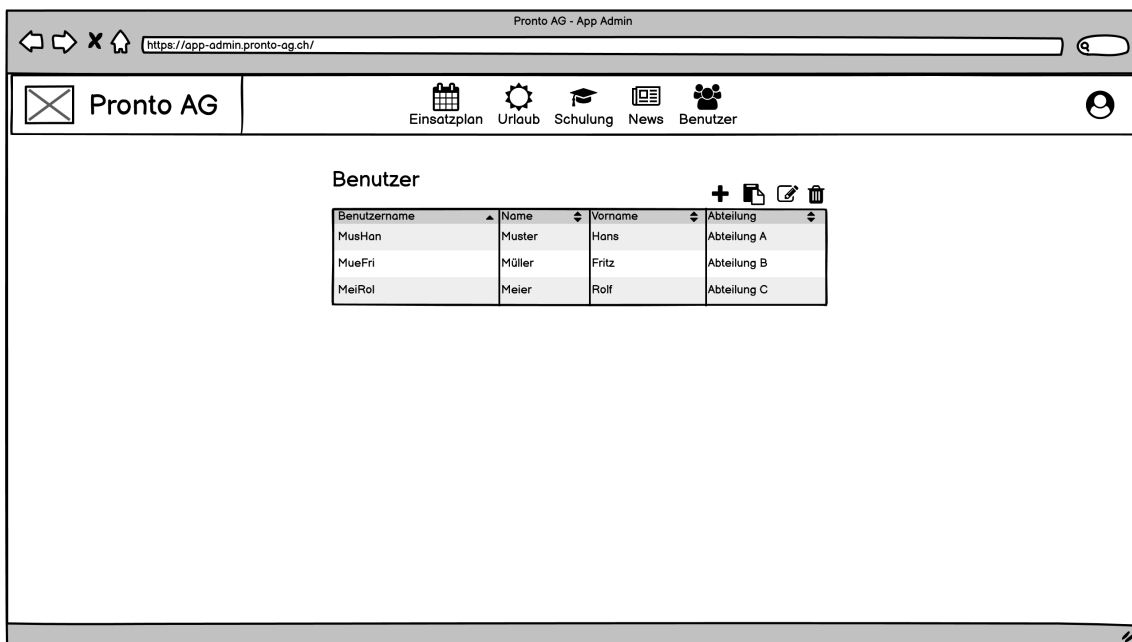 Pronto AG - App Admin
https://app-admin.pronto-ag.ch/
Pronto AG
Einsatzplan Urlaub Schulung News Benutzer
Benutzer
Benutzername Name Vorname Abteilung
MusHan Muster Hans Abteilung A
MueFri Müller Fritz Abteilung B
MeiRol Meier Rolf Abteilung C